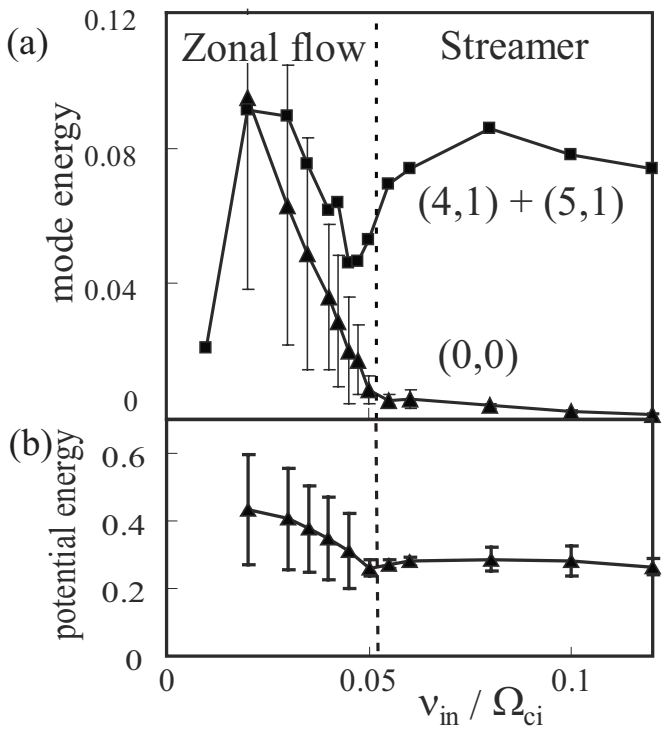 0.12
(a)
Zonal flow
Streamer
0.08
mode energy
(4,1) + (5,1)
0.04
(0,0)
0
(b)
0.6
potential energy
0.4
0.2
0
0
0.05
0.1
ν_in / Ω_ci